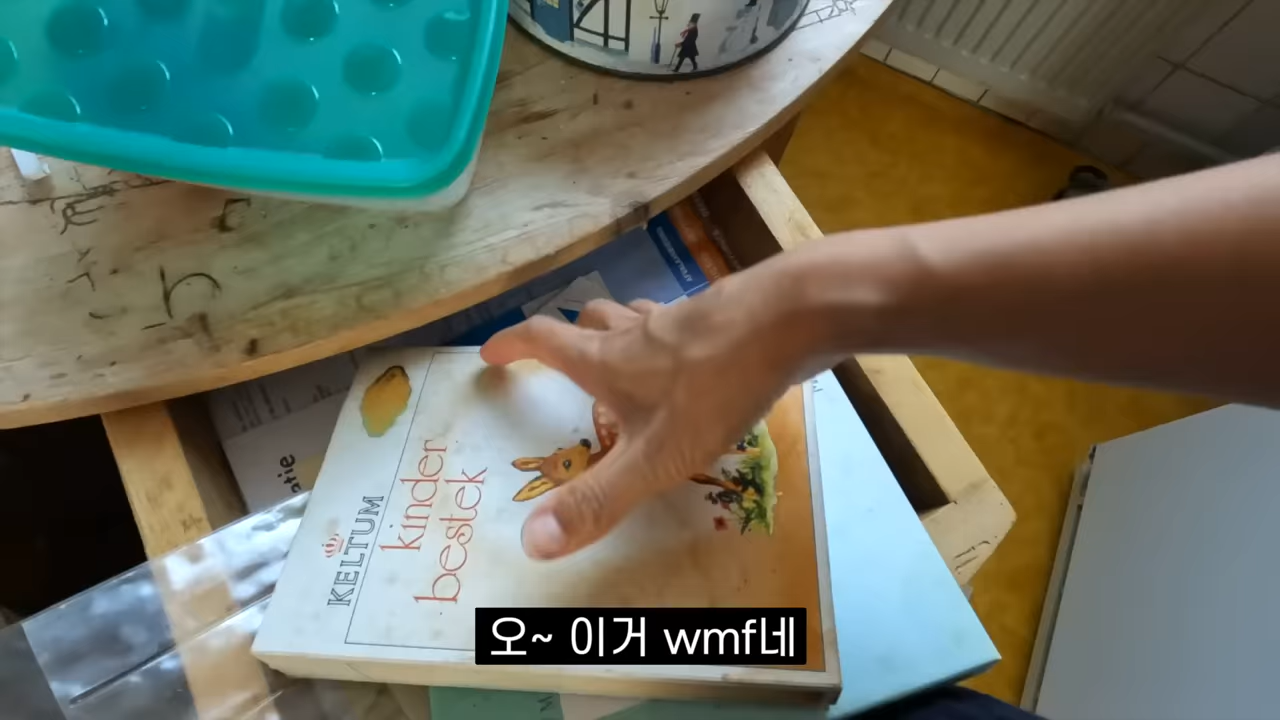 KELTUM
kinder
bestek
atie
오~ 이거 wmf네